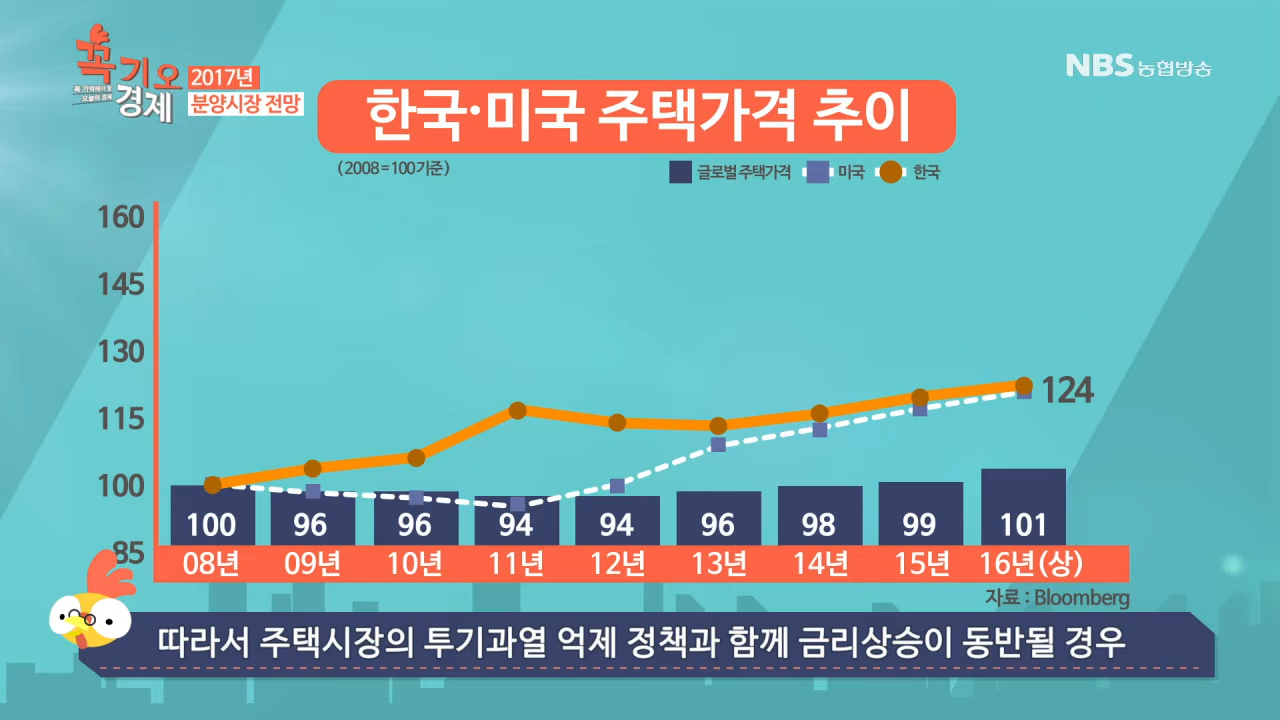 꼭기오
경제
2017년
분양시장 전망
NBS 농협방송
한국·미국 주택가격 추이
(2008=100기준)
글로벌 주택가격 미국 한국
160
145
130
115
100
85
124
100 96 96 94 94 96 98 99 101
08년 09년 10년 11년 12년 13년 14년 15년 16년(상)
자료 : Bloomberg
따라서 주택시장의 투기과열 억제 정책과 함께 금리상승이 동반될 경우